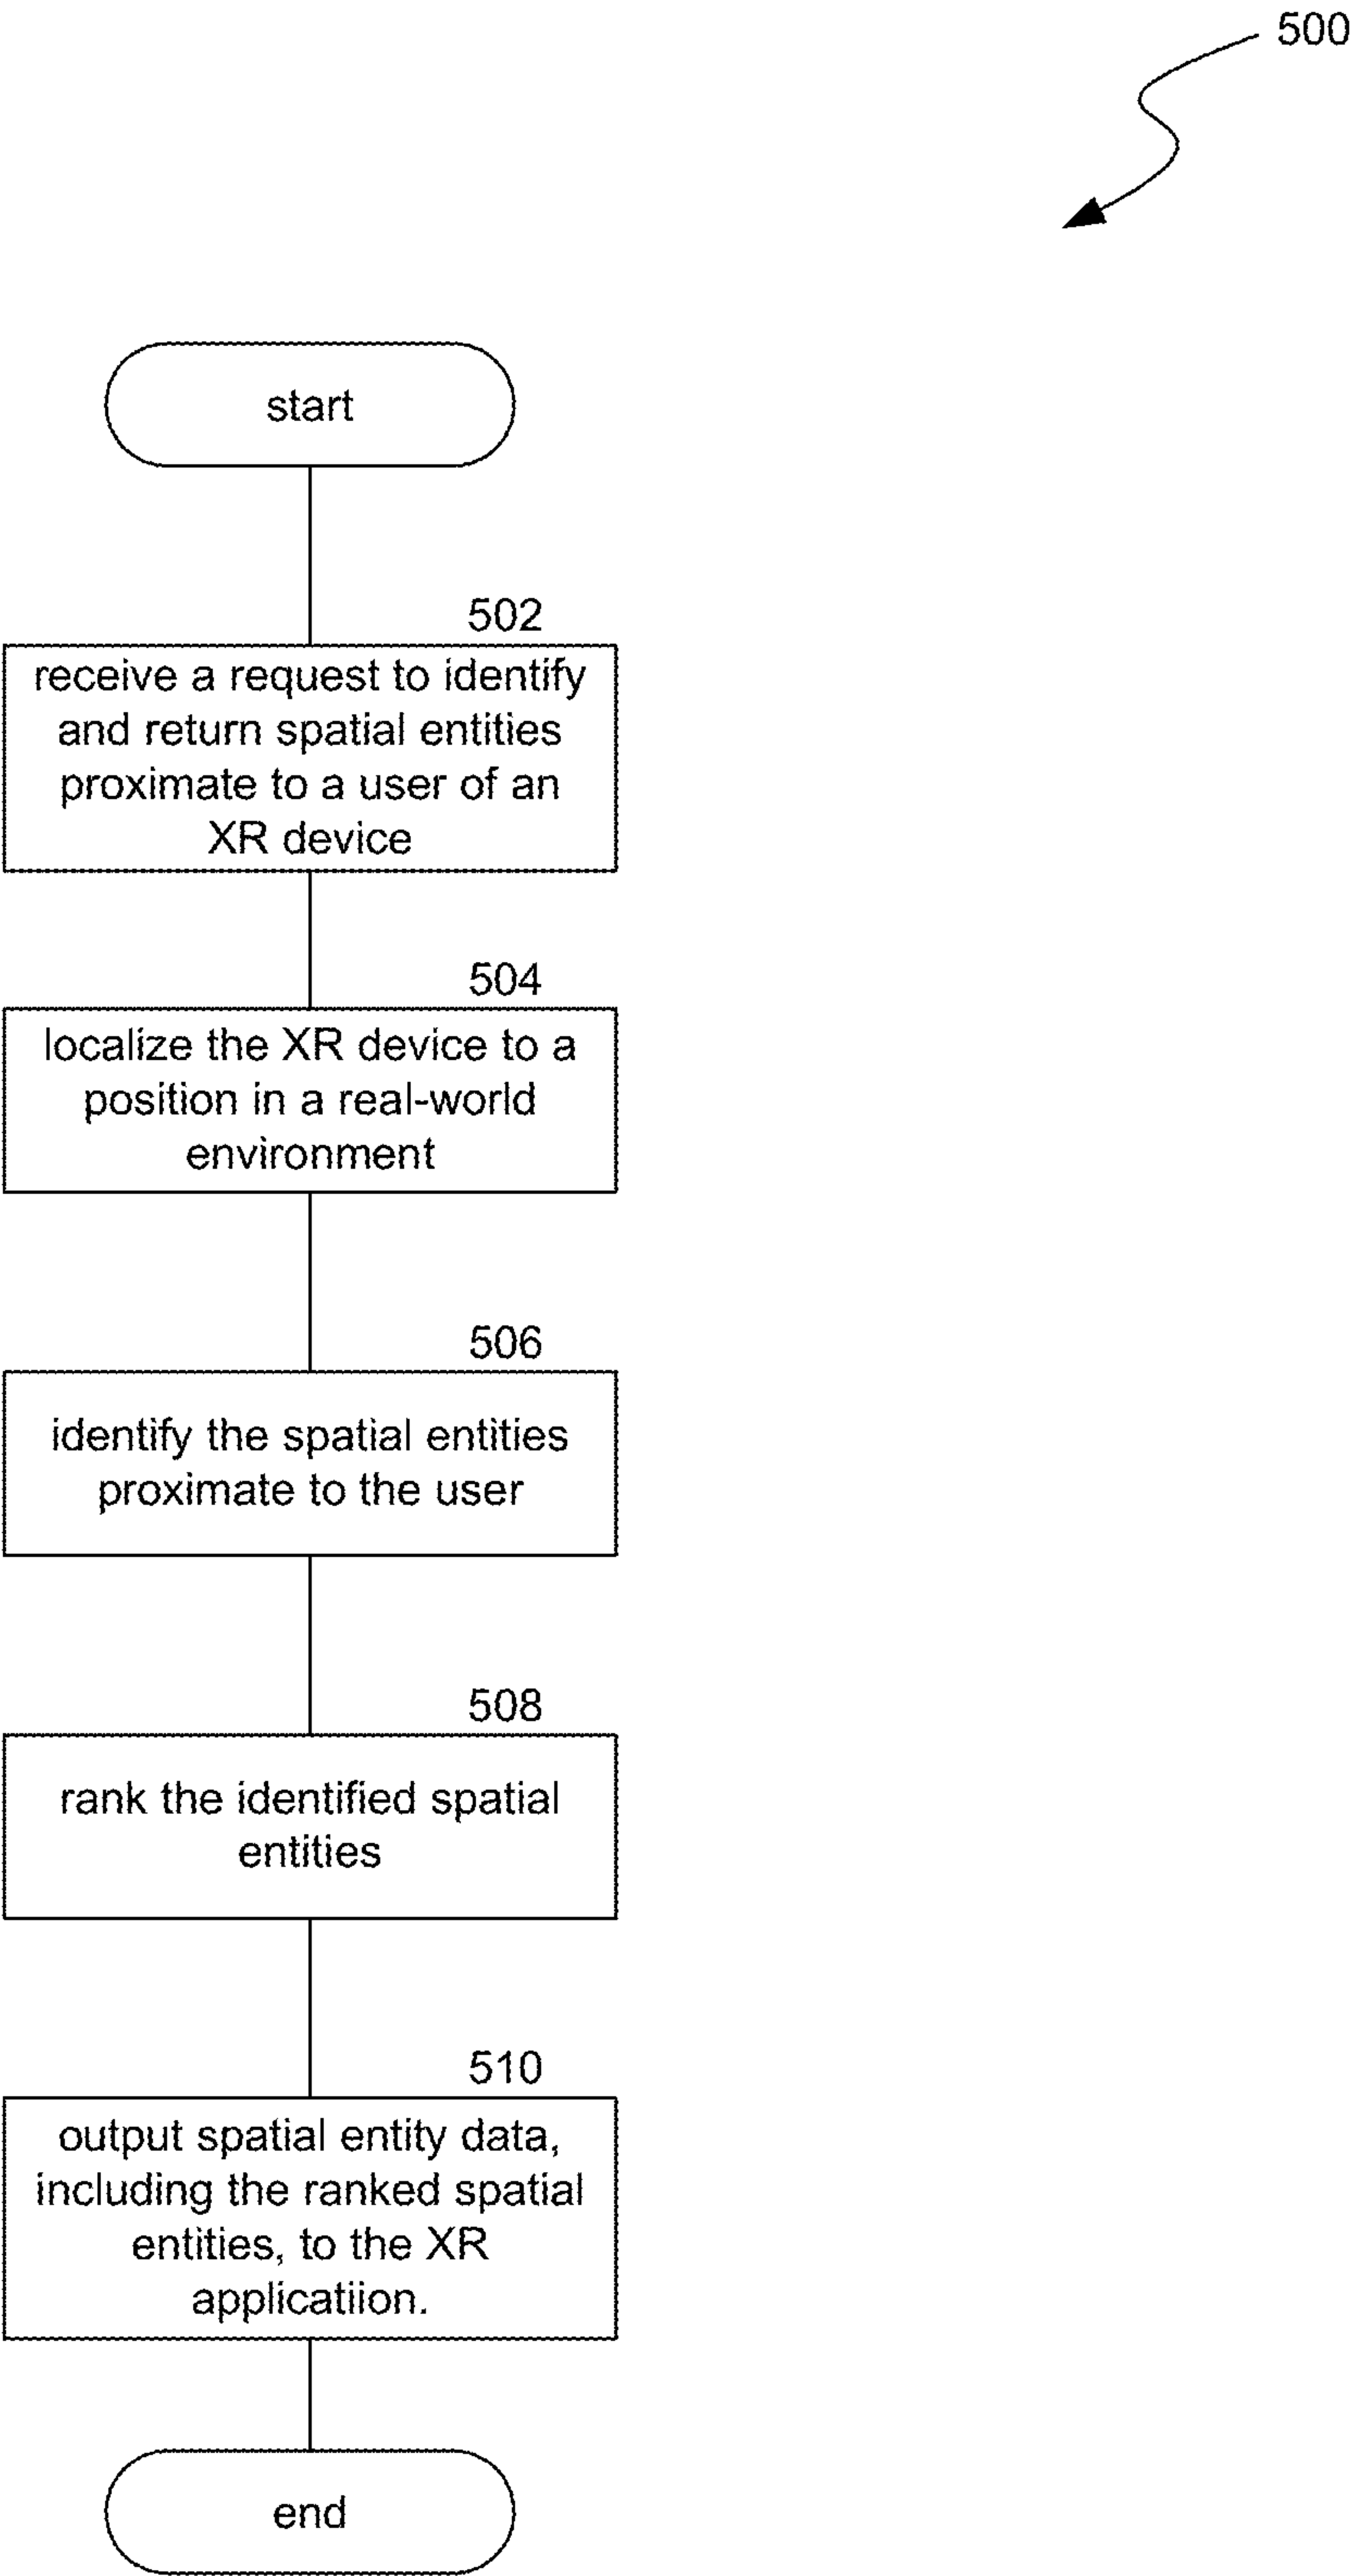 500
start
502
receive a request to identify
and return spatial entities
proximate to a user of an
XR device
504
localize the XR device to a
position in a real-world
environment
506
identify the spatial entities
proximate to the user
508
rank the identified spatial
entities
510
output spatial entity data,
including the ranked spatial
entities, to the XR
applicatiion.
end